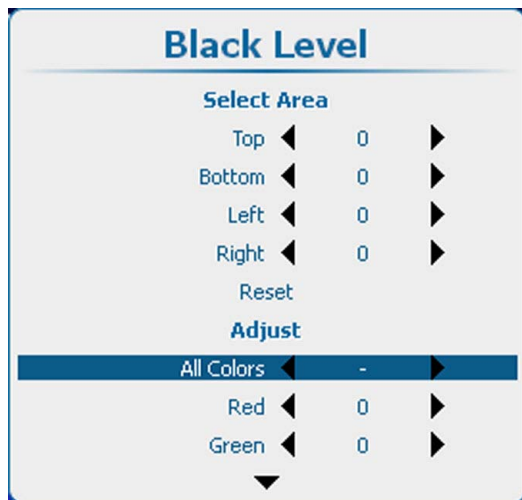 Black Level
Select Area
Top 0
Bottom 0
Left 0
Right 0
Reset
Adjust
All Colors -
Red 0
Green 0